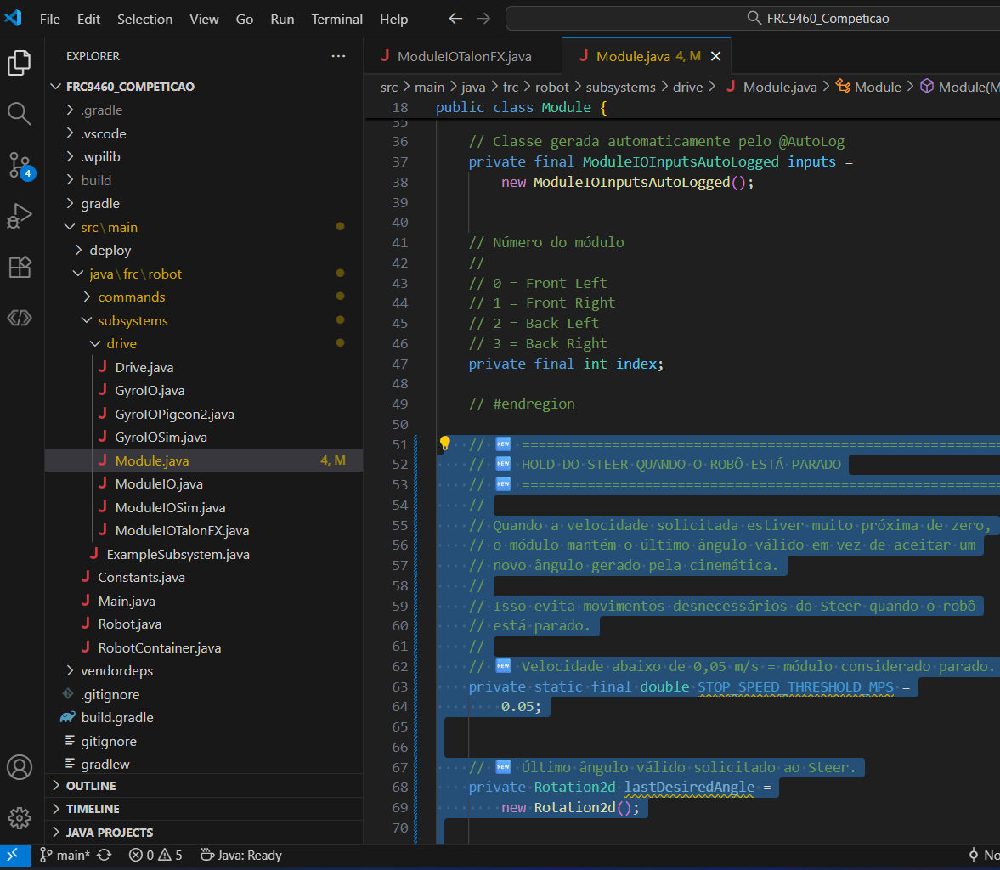 File Edit Selection View Go Run Terminal Help
FRC9460_Competicao
EXPLORER
FRC9460_COMPETICAO
.gradle
.vscode
.wpilib
build
gradle
src\main
deploy
java\frc\robot
commands
subsystems
drive
Drive.java
GyroIO.java
GyroIOPigeon2.java
GyroIOSim.java
Module.java 4, M
ModuleIO.java
ModuleIOSim.java
ModuleIOTalonFX.java
ExampleSubsystem.java
Constants.java
Main.java
Robot.java
RobotContainer.java
vendordeps
.gitignore
build.gradle
gitignore
gradlew
OUTLINE
TIMELINE
JAVA PROJECTS
4
ModuleIOTalonFX.java
Module.java 4, M
src > main > java > frc > robot > subsystems > drive > Module.java > Module > Module(M
18 public class Module {
35
36 // Classe gerada automaticamente pelo @AutoLog
37 private final ModuleIOInputsAutoLogged inputs =
38 new ModuleIOInputsAutoLogged();
39
40
41 // Número do módulo
42 //
43 // 0 = Front Left
44 // 1 = Front Right
45 // 2 = Back Left
46 // 3 = Back Right
47 private final int index;
48
49 // #endregion
50
51 // 🆕 ==========================================================
52 // 🆕 HOLD DO STEER QUANDO O ROBÔ ESTÁ PARADO
53 // 🆕 ==========================================================
54 //
55 // Quando a velocidade solicitada estiver muito próxima de zero,
56 // o módulo mantém o último ângulo válido em vez de aceitar um
57 // novo ângulo gerado pela cinemática.
58 //
59 // Isso evita movimentos desnecessários do Steer quando o robô
60 // está parado.
61 //
62 // 🆕 Velocidade abaixo de 0,05 m/s = módulo considerado parado.
63 private static final double STOP_SPEED_THRESHOLD_MPS =
64 0.05;
65
66
67 // 🆕 Último ângulo válido solicitado ao Steer.
68 private Rotation2d lastDesiredAngle =
69 new Rotation2d();
70
main* 0 5 Java: Ready No